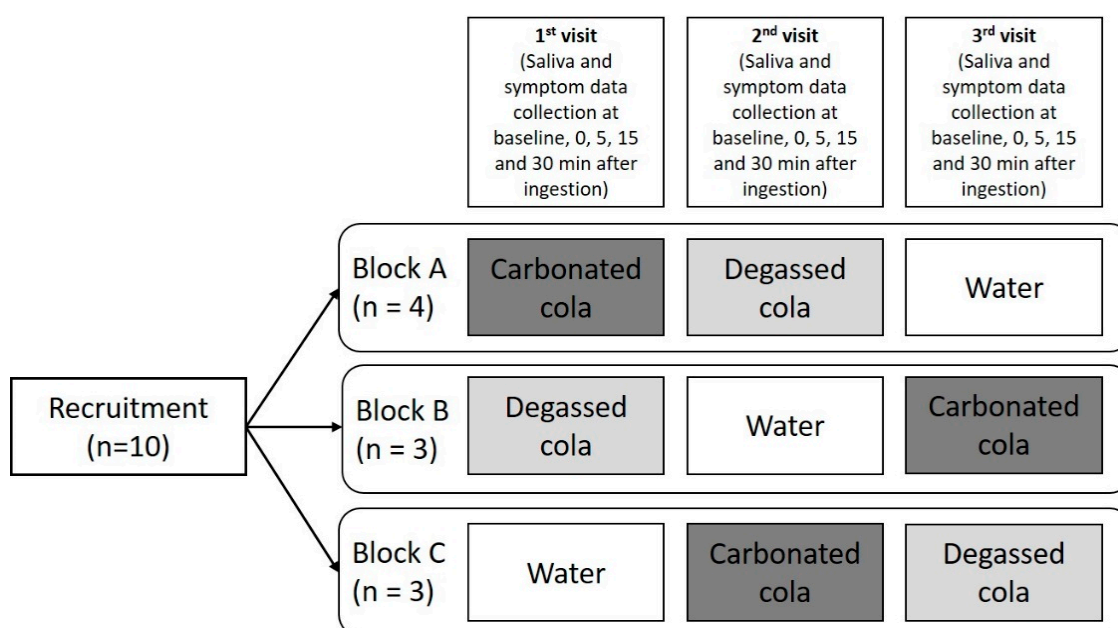 1st visit
(Saliva and
symptom data
collection at
baseline, 0, 5, 15
and 30 min after
ingestion)
2nd visit
(Saliva and
symptom data
collection at
baseline, 0, 5, 15
and 30 min after
ingestion)
3rd visit
(Saliva and
symptom data
collection at
baseline, 0, 5, 15
and 30 min after
ingestion)
Recruitment
(n=10)
Block A
(n = 4)
Carbonated
cola
Degassed
cola
Water
Block B
(n = 3)
Degassed
cola
Water
Carbonated
cola
Block C
(n = 3)
Water
Carbonated
cola
Degassed
cola